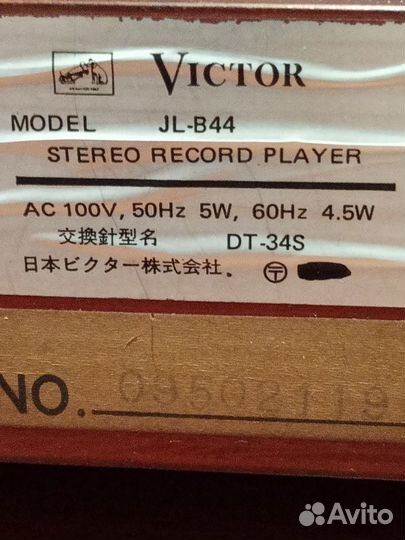 VICTOR
MODEL JL-B44
STEREO RECORD PLAYER
AC 100V, 50Hz 5W, 60Hz 4.5W
交換針型名 DT-34S
日本ビクター株式会社. 〶
NO. 09502119
Avito